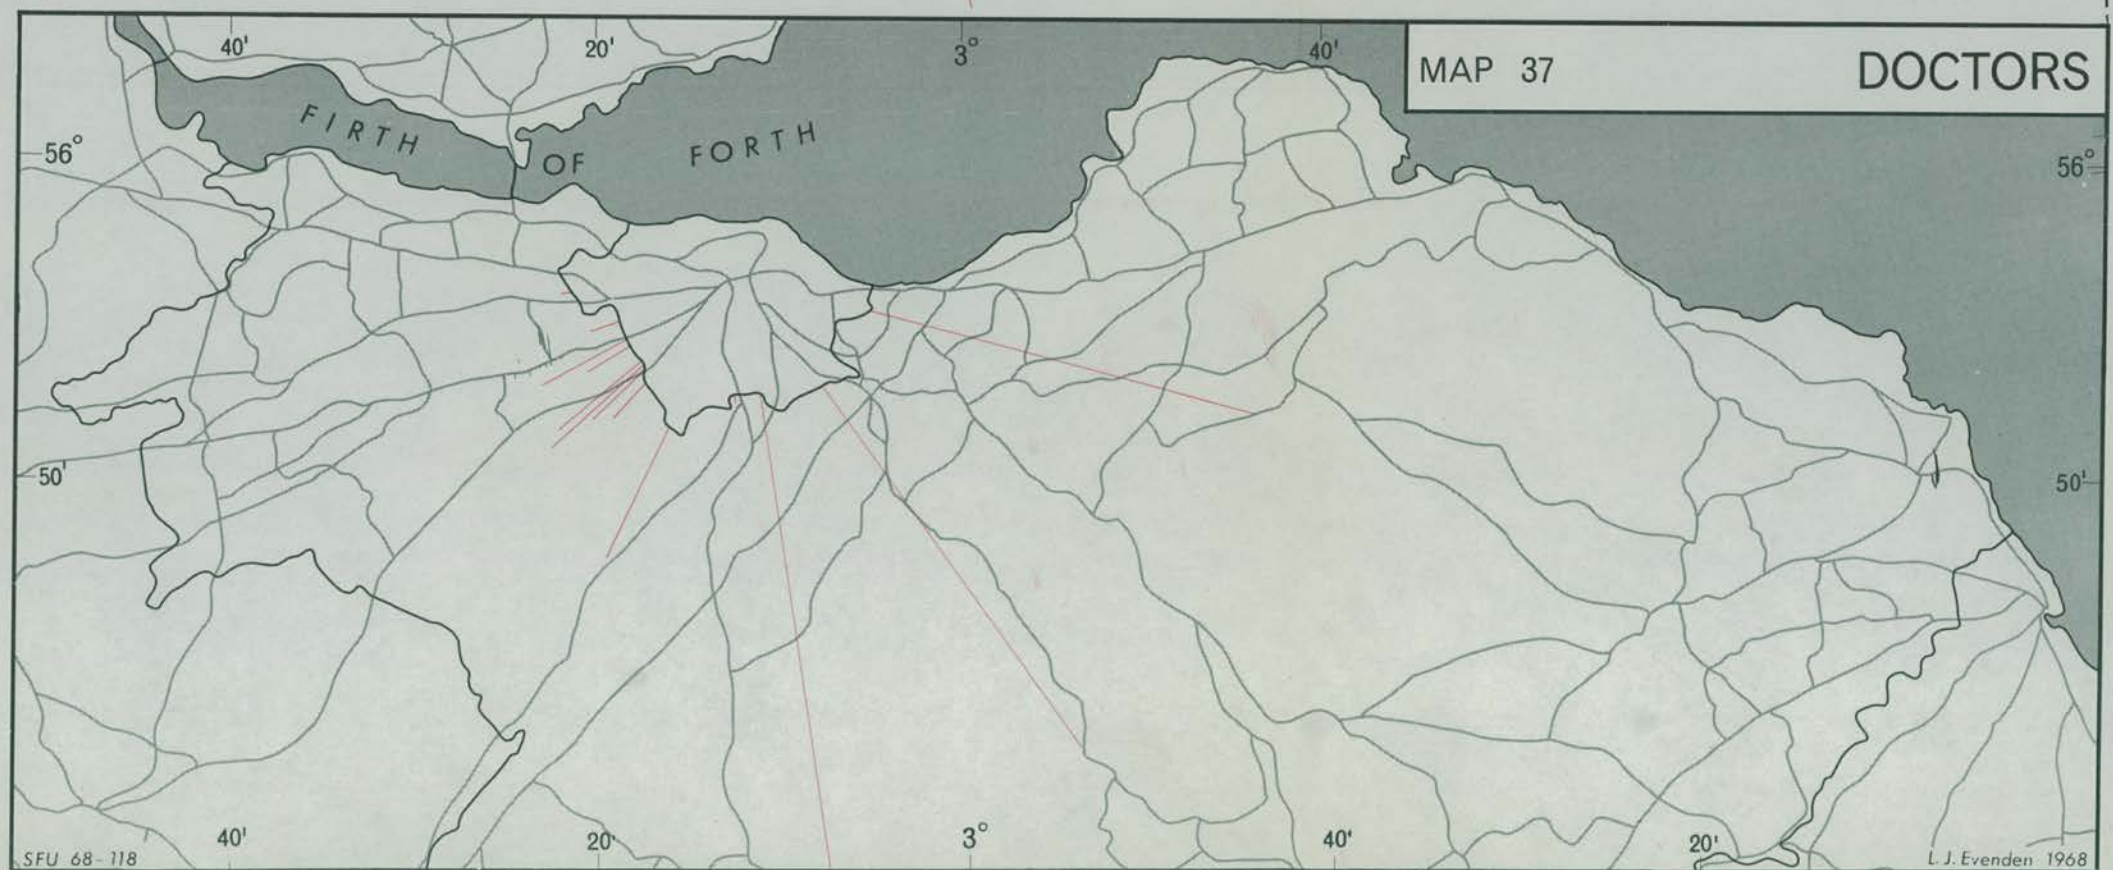 MAP 37 DOCTORS
40' 20' 3° 40'
FIRTH OF FORTH
56° 56°
50' 50'
40' 20' 3° 40' 20'
SFU 68-118
L.J. Evenden 1968